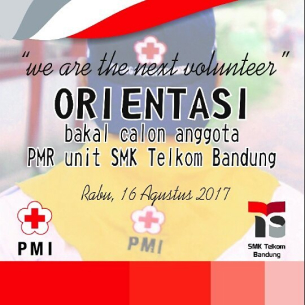 "we are the next volunteer"
ORIENTASI
bakal calon anggota
PMR unit SMK Telkom Bandung
Rabu, 16 Agustus 2017
PMI
PMI
SMK Telkom
Bandung